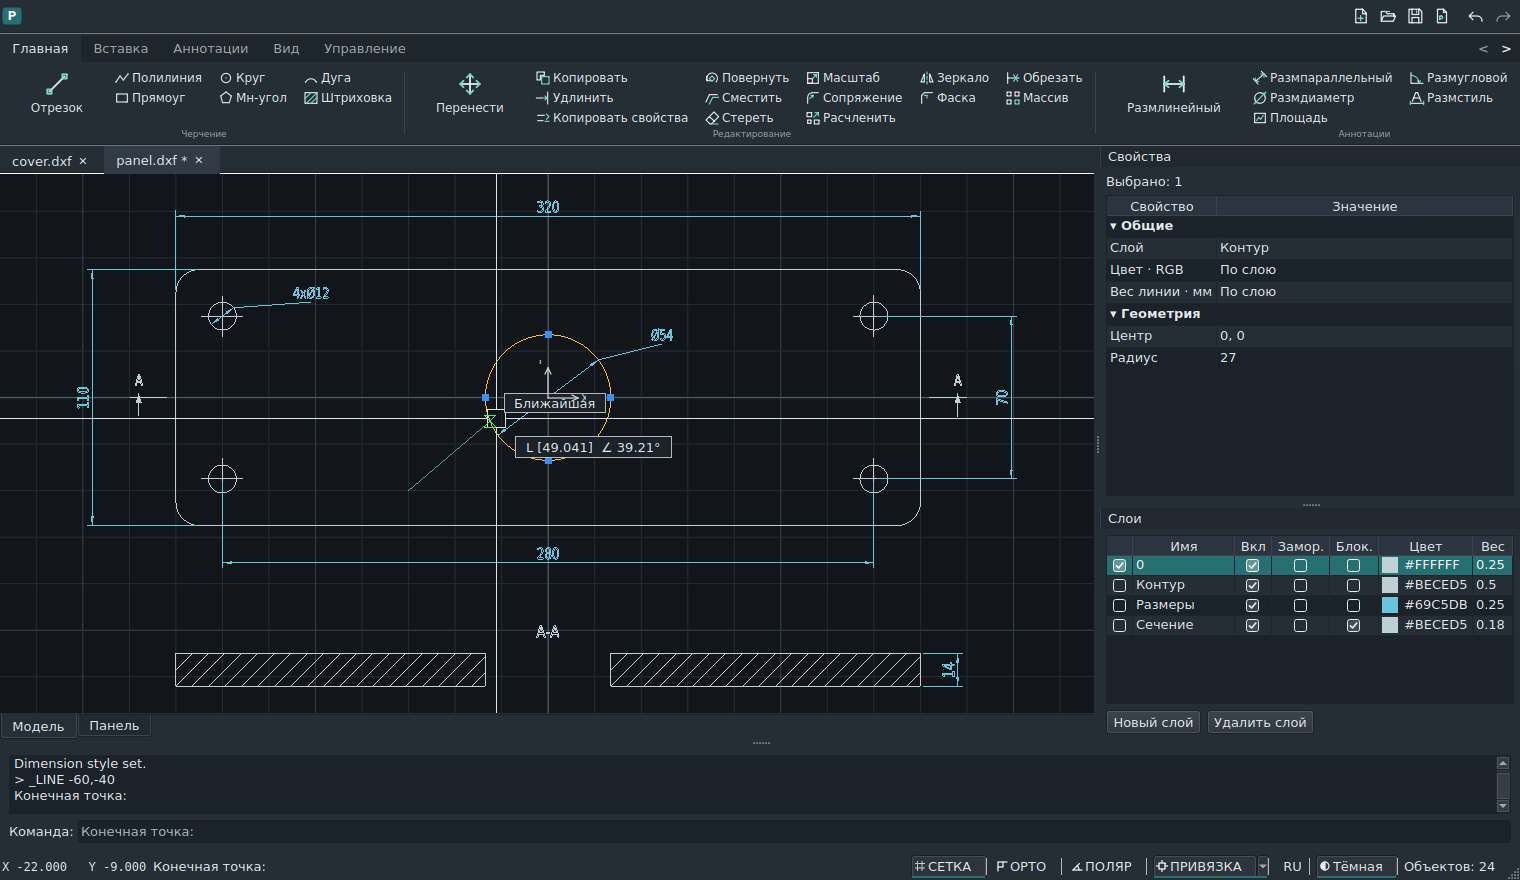 P
Главная Вставка Аннотации Вид Управление < >
Отрезок Полилиния Круг Дуга Прямоуг Мн-угол Штриховка
Черчение
Перенести Копировать Повернуть Масштаб Зеркало Обрезать
Удлинить Сместить Сопряжение Фаска Массив
Копировать свойства Стереть Расчленить
Редактирование
Размлинейный Размпараллельный Размугловой
Размдиаметр Размстиль
Площадь
Аннотации
cover.dxf × panel.dxf * ×
320
4xØ12
Ø54
110
A
A
70
Ближайшая
L [49.041] ∠ 39.21°
280
A-A
14
Свойства
Выбрано: 1
Свойство Значение
▾ Общие
Слой Контур
Цвет · RGB По слою
Вес линии · мм По слою
▾ Геометрия
Центр 0, 0
Радиус 27
Слои
Имя Вкл Замор. Блок. Цвет Вес
0 #FFFFFF 0.25
Контур #BECED5 0.5
Размеры #69C5DB 0.25
Сечение #BECED5 0.18
Новый слой Удалить слой
Модель Панель
Dimension style set.
> _LINE -60,-40
Конечная точка:
Команда: Конечная точка:
X -22.000 Y -9.000 Конечная точка: СЕТКА ОРТО ПОЛЯР ПРИВЯЗКА RU Тёмная Объектов: 24